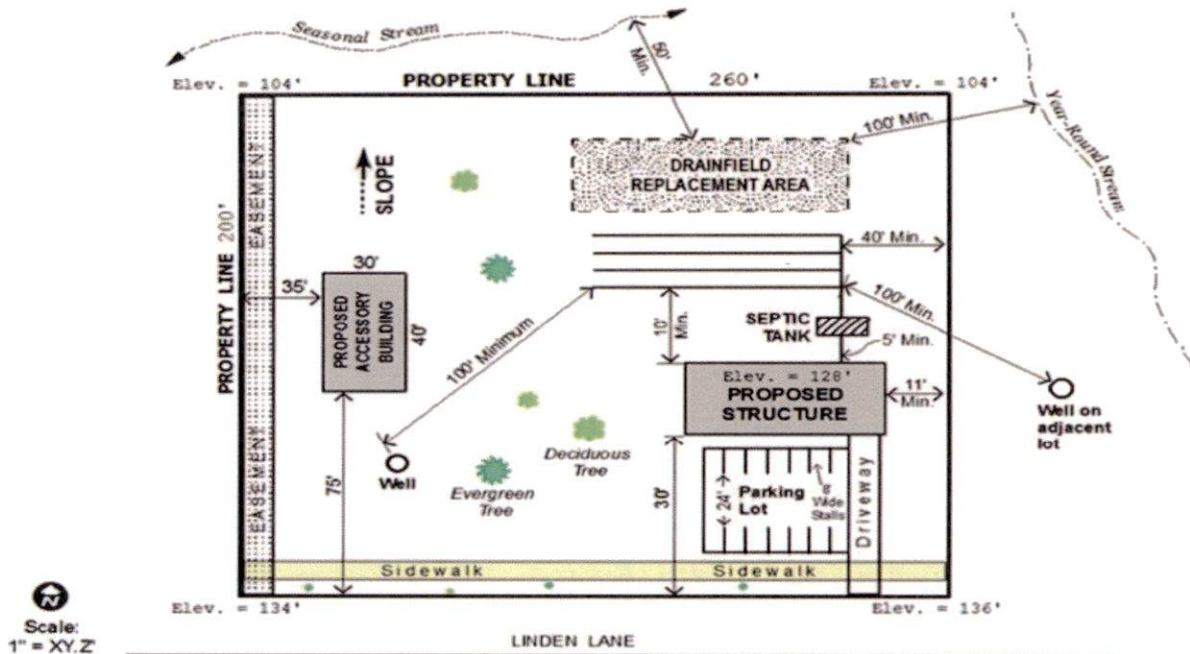 Seasonal Stream
50' Min.
Elev. = 104'
PROPERTY LINE 260'
Elev. = 104'
100' Min.
Year-Round Stream
EASEMENT
SLOPE
DRAINFIELD
REPLACEMENT AREA
PROPERTY LINE 200'
40' Min.
30'
35'
PROPOSED
ACCESSORY
BUILDING
40'
100' Minimum
10'
Min.
SEPTIC
TANK
100' Min.
5' Min.
Elev. = 128'
PROPOSED
STRUCTURE
11'
Min.
Well on
adjacent
lot
Deciduous
Tree
Well
Evergreen
Tree
EASEMENT
75'
30'
24'
Parking
Lot
8'
Wide
Stalls
Driveway
Sidewalk
Sidewalk
N
Scale:
1" = XY.Z'
Elev. = 134'
Elev. = 136'
LINDEN LANE